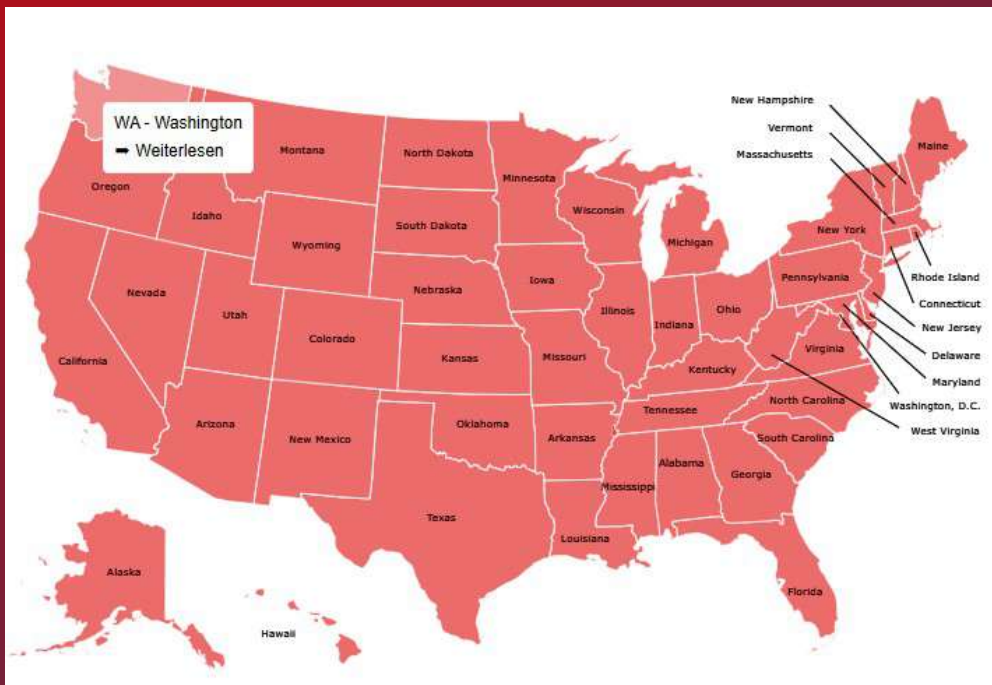 WA - Washington
➡ Weiterlesen
Montana
North Dakota
Minnesota
New Hampshire
Vermont
Massachusetts
Maine
Oregon
Idaho
Wyoming
South Dakota
Wisconsin
Michigan
New York
Rhode Island
Connecticut
New Jersey
Delaware
Maryland
Washington, D.C.
West Virginia
Nevada
Utah
Colorado
Nebraska
Iowa
Illinois
Indiana
Ohio
Pennsylvania
California
Kansas
Missouri
Kentucky
Virginia
Arizona
New Mexico
Oklahoma
Arkansas
Tennessee
North Carolina
South Carolina
Texas
Louisiana
Mississippi
Alabama
Georgia
Florida
Alaska
Hawaii